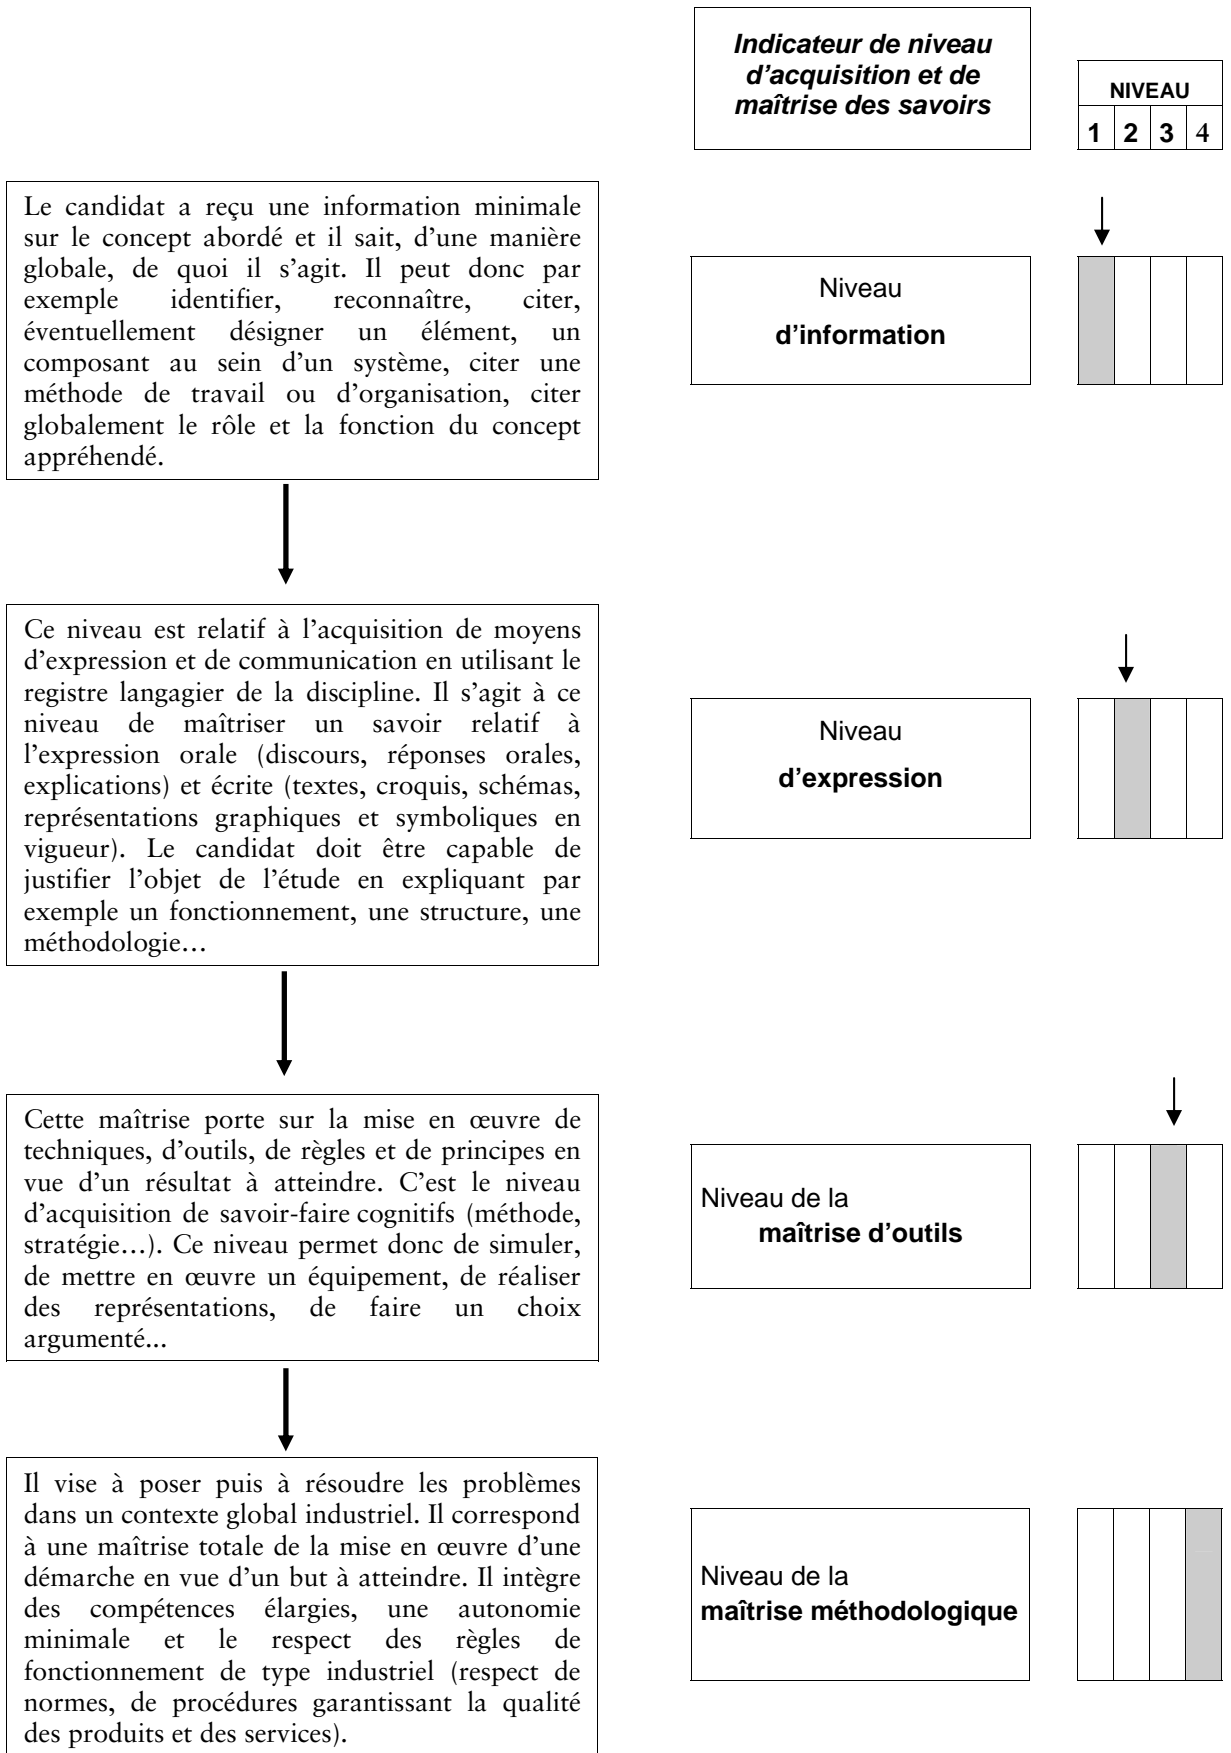 Indicateur de niveau
d’acquisition et de
maîtrise des savoirs
NIVEAU
1 2 3 4
Le candidat a reçu une information minimale
sur le concept abordé et il sait, d’une manière
globale, de quoi il s’agit. Il peut donc par
exemple identifier, reconnaître, citer,
éventuellement désigner un élément, un
composant au sein d’un système, citer une
méthode de travail ou d’organisation, citer
globalement le rôle et la fonction du concept
appréhendé.
Niveau
d’information
Ce niveau est relatif à l’acquisition de moyens
d’expression et de communication en utilisant le
registre langagier de la discipline. Il s’agit à ce
niveau de maîtriser un savoir relatif à
l’expression orale (discours, réponses orales,
explications) et écrite (textes, croquis, schémas,
représentations graphiques et symboliques en
vigueur). Le candidat doit être capable de
justifier l’objet de l’étude en expliquant par
exemple un fonctionnement, une structure, une
méthodologie…
Niveau
d’expression
Cette maîtrise porte sur la mise en œuvre de
techniques, d’outils, de règles et de principes en
vue d’un résultat à atteindre. C’est le niveau
d’acquisition de savoir-faire cognitifs (méthode,
stratégie…). Ce niveau permet donc de simuler,
de mettre en œuvre un équipement, de réaliser
des représentations, de faire un choix
argumenté...
Niveau de la
maîtrise d’outils
Il vise à poser puis à résoudre les problèmes
dans un contexte global industriel. Il correspond
à une maîtrise totale de la mise en œuvre d’une
démarche en vue d’un but à atteindre. Il intègre
des compétences élargies, une autonomie
minimale et le respect des règles de
fonctionnement de type industriel (respect de
normes, de procédures garantissant la qualité
des produits et des services).
Niveau de la
maîtrise méthodologique